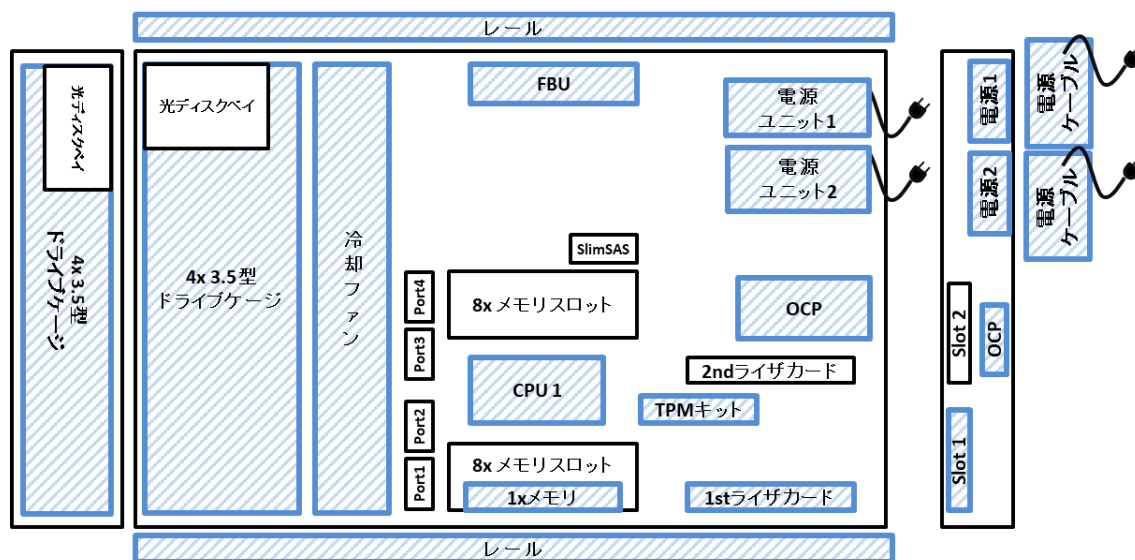 レール
光ディスクベイ
4x 3.5型
ドライブケージ
光ディスクベイ
4x 3.5型
ドライブケージ
冷却ファン
FBU
電源
ユニット1
電源
ユニット2
SlimSAS
Port4
Port3
Port2
Port1
8x メモリスロット
CPU 1
8x メモリスロット
1xメモリ
OCP
2ndライザカード
TPMキット
1stライザカード
電源1
電源2
Slot 2
OCP
Slot 1
電源
ケーブル
電源
ケーブル
レール